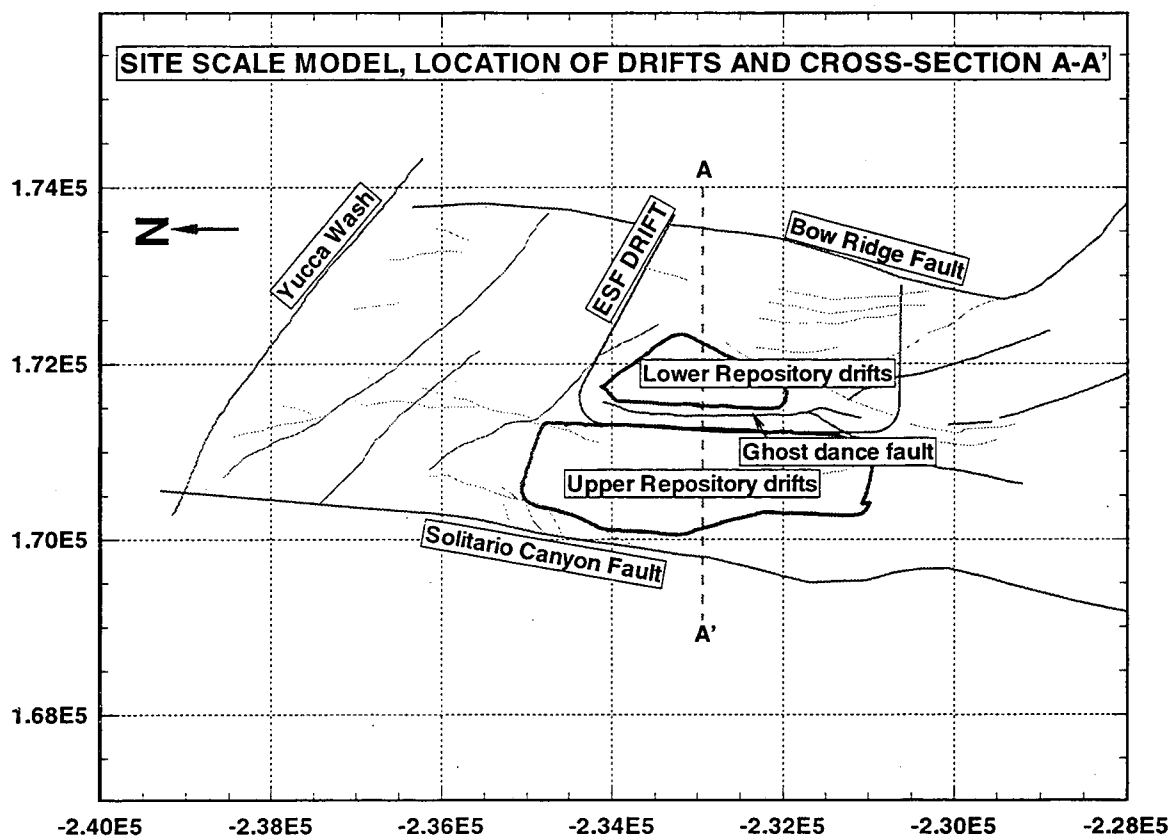 SITE SCALE MODEL, LOCATION OF DRIFTS AND CROSS-SECTION A-A'
1.74E5
1.72E5
1.70E5
1.68E5
N
Yucca Wash
ESF DRIFT
A
Bow Ridge Fault
Lower Repository drifts
Ghost dance fault
Upper Repository drifts
Solitario Canyon Fault
A'
-2.40E5 -2.38E5 -2.36E5 -2.34E5 -2.32E5 -2.30E5 -2.28E5